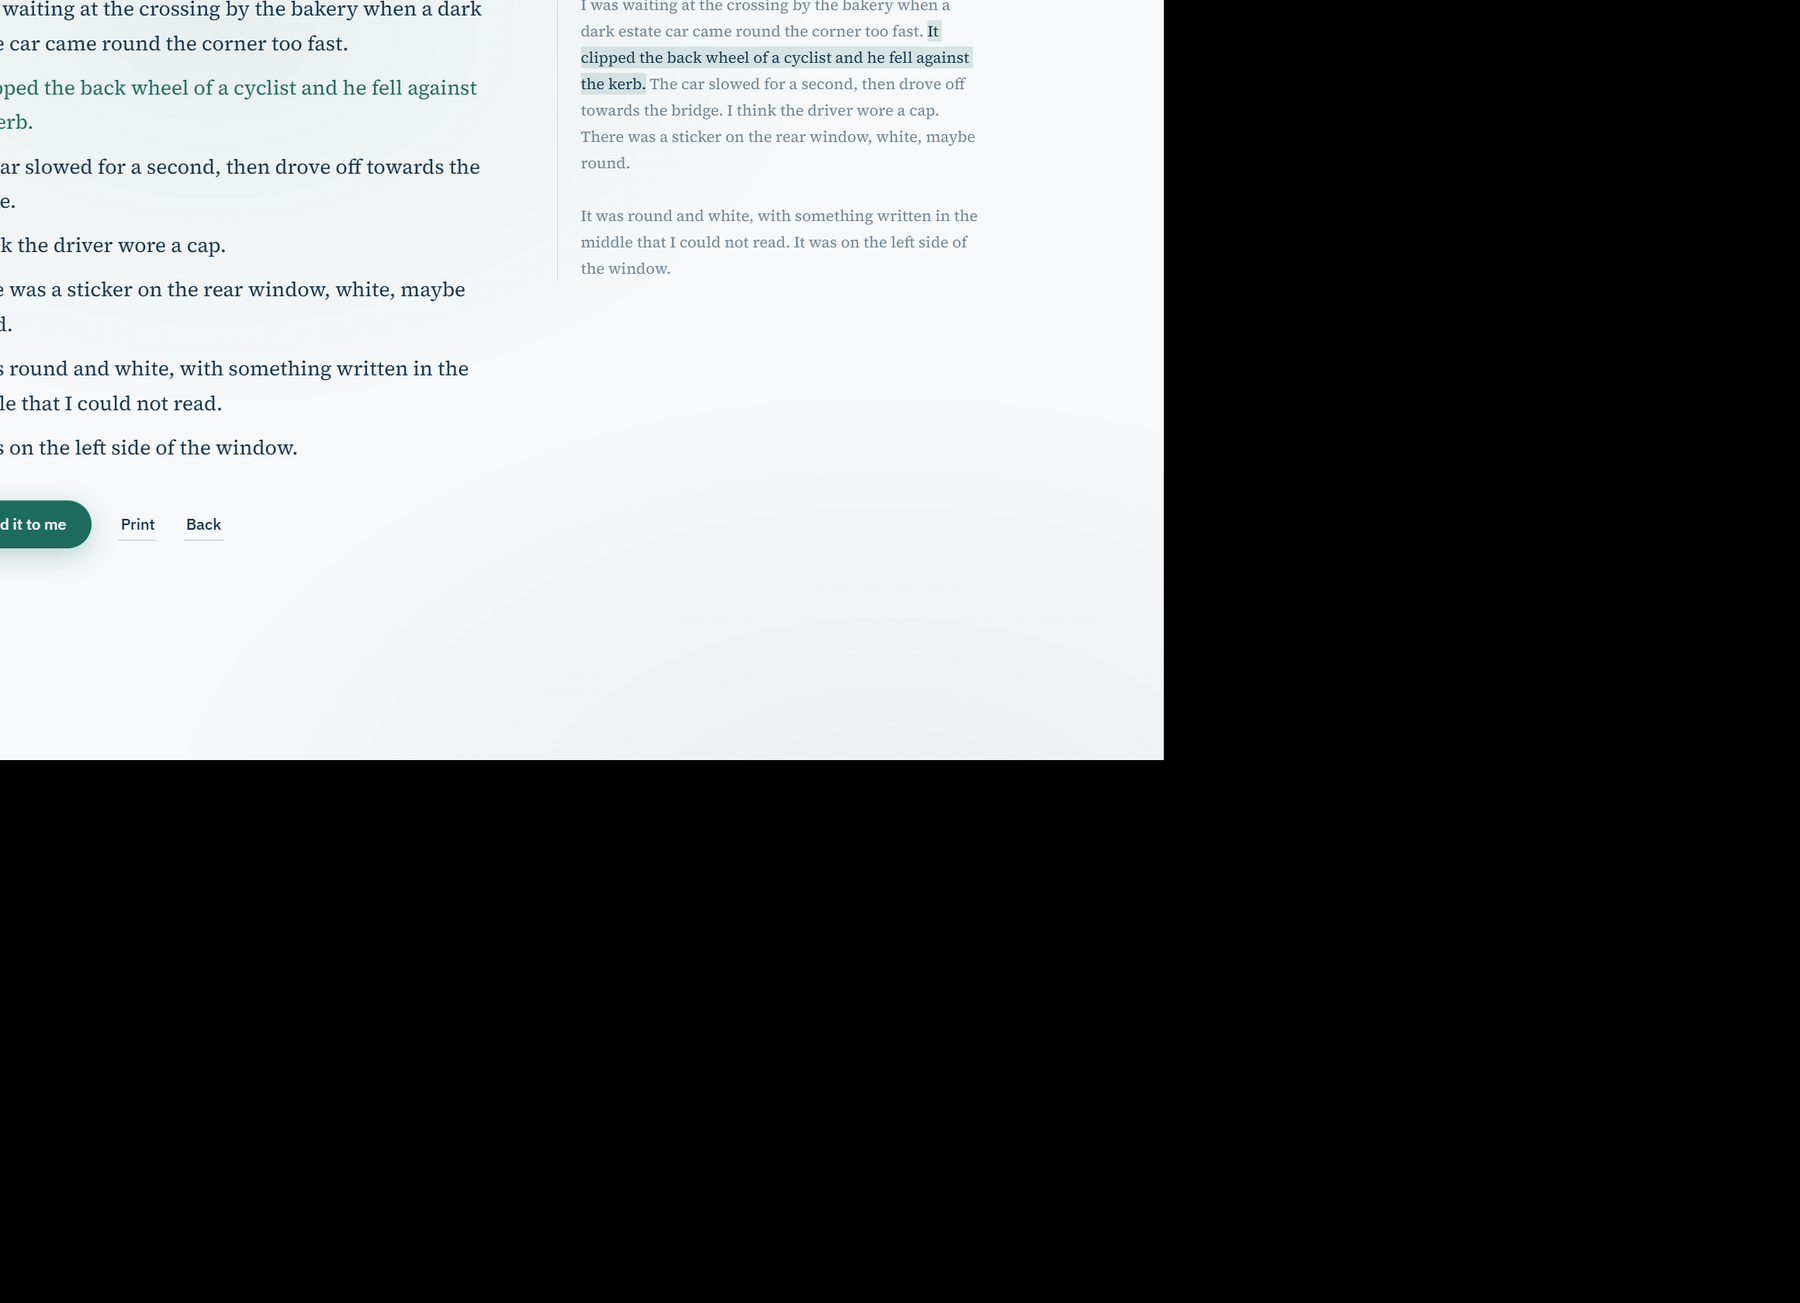 waiting at the crossing by the bakery when a dark
car came round the corner too fast.
the back wheel of a cyclist and he fell against
slowed for a second, then drove off towards the
the driver wore a cap.
was a sticker on the rear window, white, maybe
round and white, with something written in the
that I could not read.
on the left side of the window.
it to me
Print
Back
I was waiting at the crossing by the bakery when a
dark estate car came round the corner too fast. It
clipped the back wheel of a cyclist and he fell against
the kerb. The car slowed for a second, then drove off
towards the bridge. I think the driver wore a cap.
There was a sticker on the rear window, white, maybe
round.
It was round and white, with something written in the
middle that I could not read. It was on the left side of
the window.